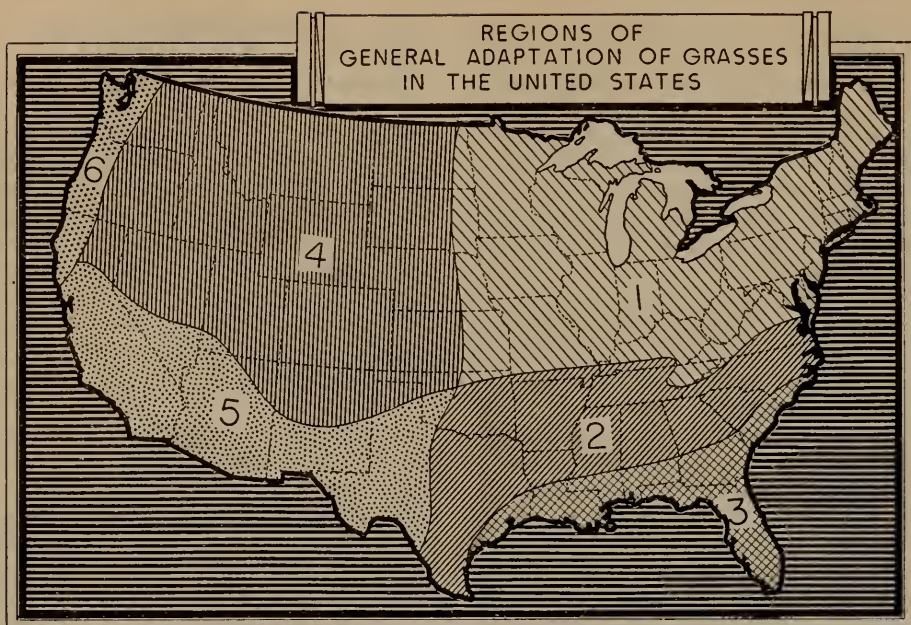 REGIONS OF
GENERAL ADAPTATION OF GRASSES
IN THE UNITED STATES
6
4
1
5
2
3